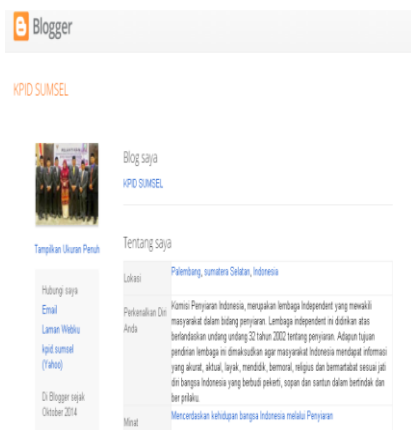 Blogger
KPID SUMSEL
Blog saya
KPID SUMSEL
Tampilkan Ukuran Penuh
Tentang saya
Hubungi saya
Email
Laman Webku
kpid.sumsel
(Yahoo)
Di Blogger sejak
Oktober 2014
Lokasi
Palembang, sumatera Selatan, Indonesia
Perkenalkan Diri
Anda
Komisi Penyiaran Indonesia, merupakan lembaga Independent yang mewakili
masyarakat dalam bidang penyiaran. Lembaga independent ini didirikan atas
berlandaskan undang undang 32 tahun 2002 tentang penyiaran. Adapun tujuan
pendirian lembaga ini dimaksudkan agar masyarakat Indonesia mendapat informasi
yang akurat, aktual, layak, mendidik, bermoral, religius dan bermartabat sesuai jati
diri bangsa Indonesia yang berbudi pekerti, sopan dan santun dalam bertindak dan
ber prilaku.
Minat
Mencerdaskan kehidupan bangsa Indonesia melalui Penyiaran